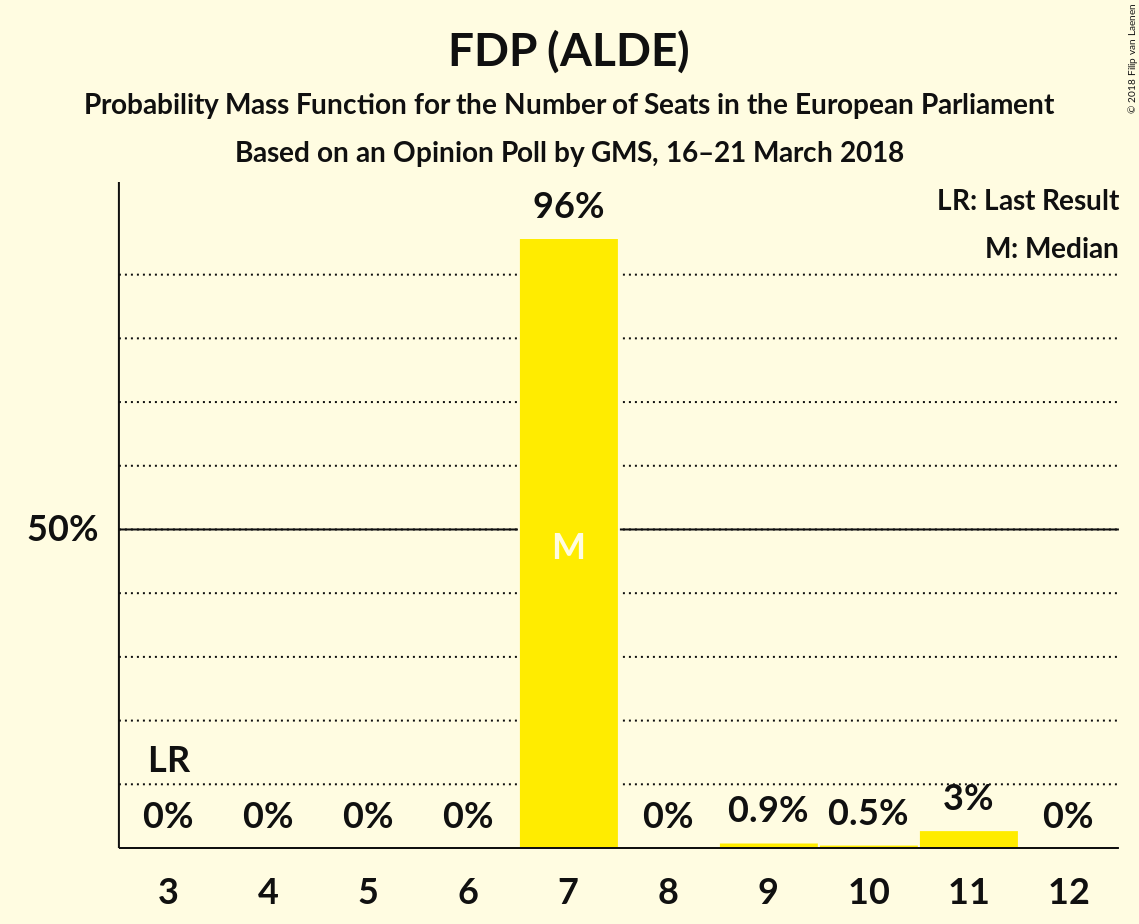 FDP (ALDE)
Probability Mass Function for the Number of Seats in the European Parliament
Based on an Opinion Poll by GMS, 16–21 March 2018
© 2018 Filip van Laenen
LR: Last Result
M: Median
96%
50%
M
LR
0% 0% 0% 0% 0% 0.9% 0.5% 3% 0%
3 4 5 6 7 8 9 10 11 12